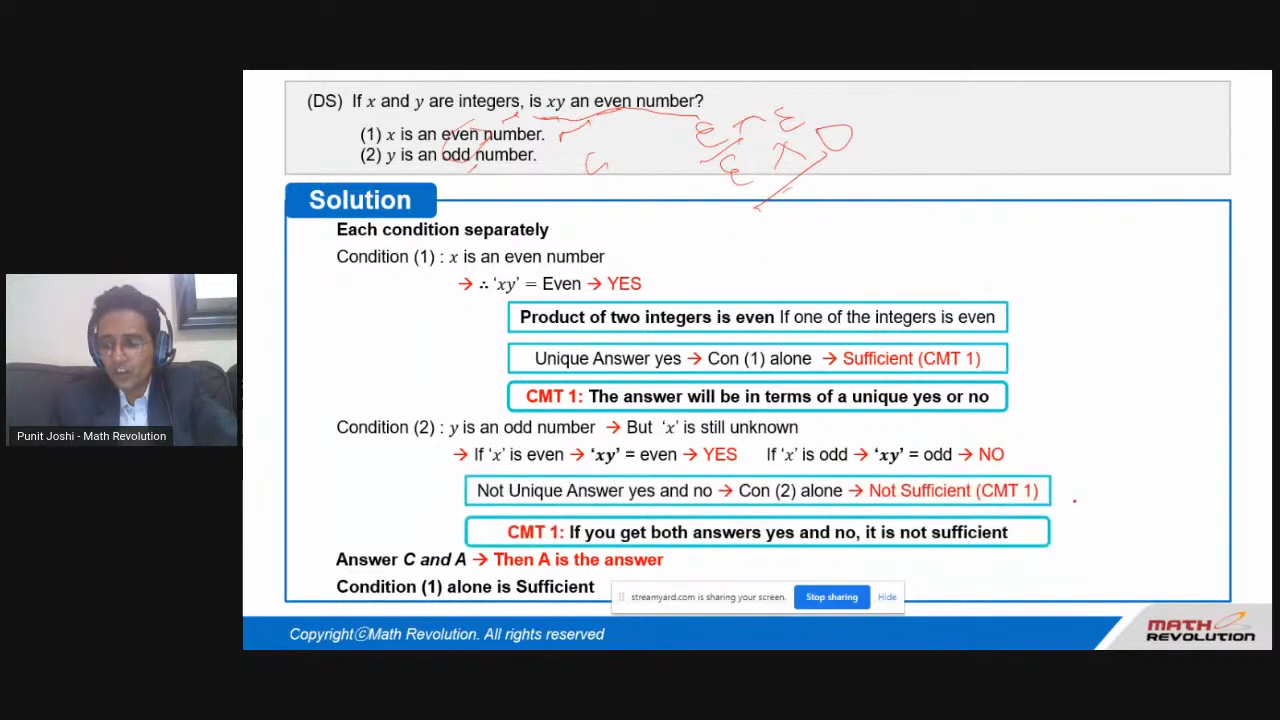 (DS) If x and y are integers, is xy an even number?
(1) x is an even number.
(2) y is an odd number.
Solution
Each condition separately
Condition (1) : x is an even number
→ ∴ ‘xy’ = Even → YES
Product of two integers is even If one of the integers is even
Unique Answer yes → Con (1) alone → Sufficient (CMT 1)
CMT 1: The answer will be in terms of a unique yes or no
Condition (2) : y is an odd number → But ‘x’ is still unknown
→ If ‘x’ is even → ‘xy’ = even → YES If ‘x’ is odd → ‘xy’ = odd → NO
Not Unique Answer yes and no → Con (2) alone → Not Sufficient (CMT 1)
CMT 1: If you get both answers yes and no, it is not sufficient
Answer C and A → Then A is the answer
Condition (1) alone is Sufficient
streamyard.com is sharing your screen. Stop sharing Hide
Copyrightⓒ Math Revolution. All rights reserved
MATH
REVOLUTION
Punit Joshi - Math Revolution